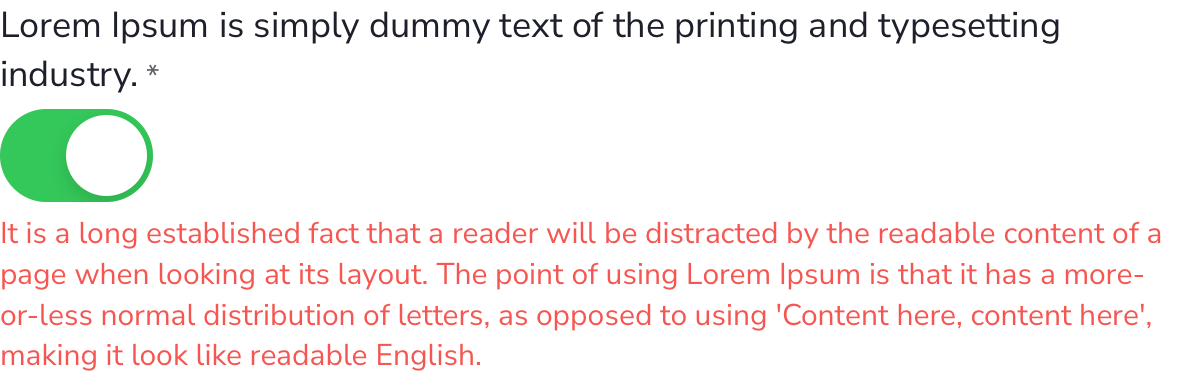 Lorem Ipsum is simply dummy text of the printing and typesetting
industry. *
It is a long established fact that a reader will be distracted by the readable content of a
page when looking at its layout. The point of using Lorem Ipsum is that it has a more-
or-less normal distribution of letters, as opposed to using 'Content here, content here',
making it look like readable English.